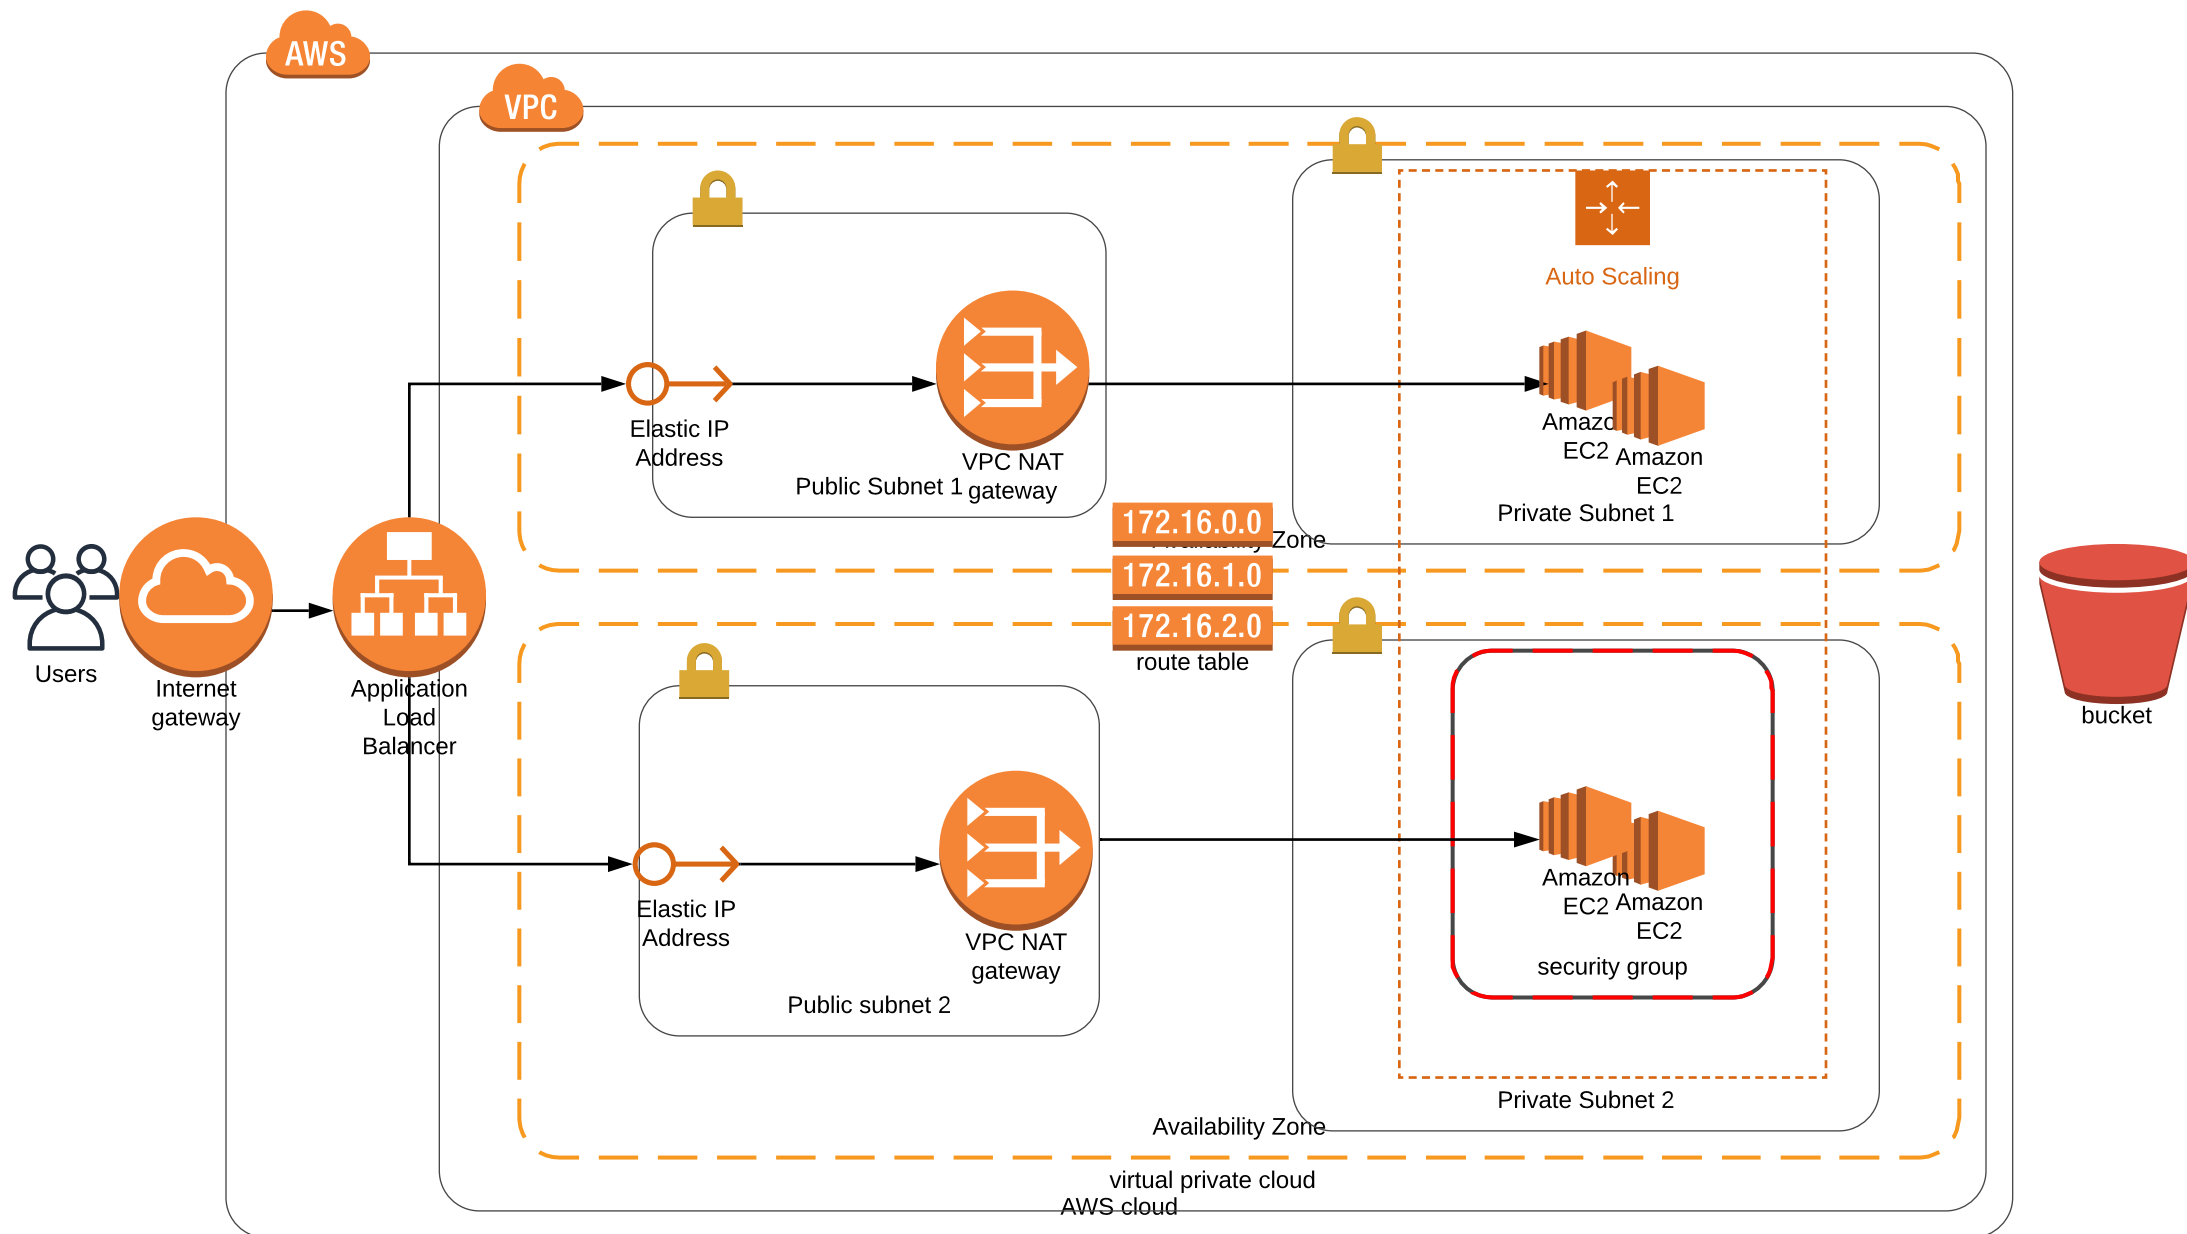 AWS
VPC
Auto Scaling
Elastic IP
Address
VPC NAT
gateway
Public Subnet 1
Amazon
EC2
Amazon
EC2
Private Subnet 1
172.16.0.0
Availability Zone
172.16.1.0
172.16.2.0
route table
Users
Internet
gateway
Application
Load
Balancer
bucket
Elastic IP
Address
VPC NAT
gateway
Public subnet 2
Amazon
EC2
Amazon
EC2
security group
Private Subnet 2
Availability Zone
virtual private cloud
AWS cloud